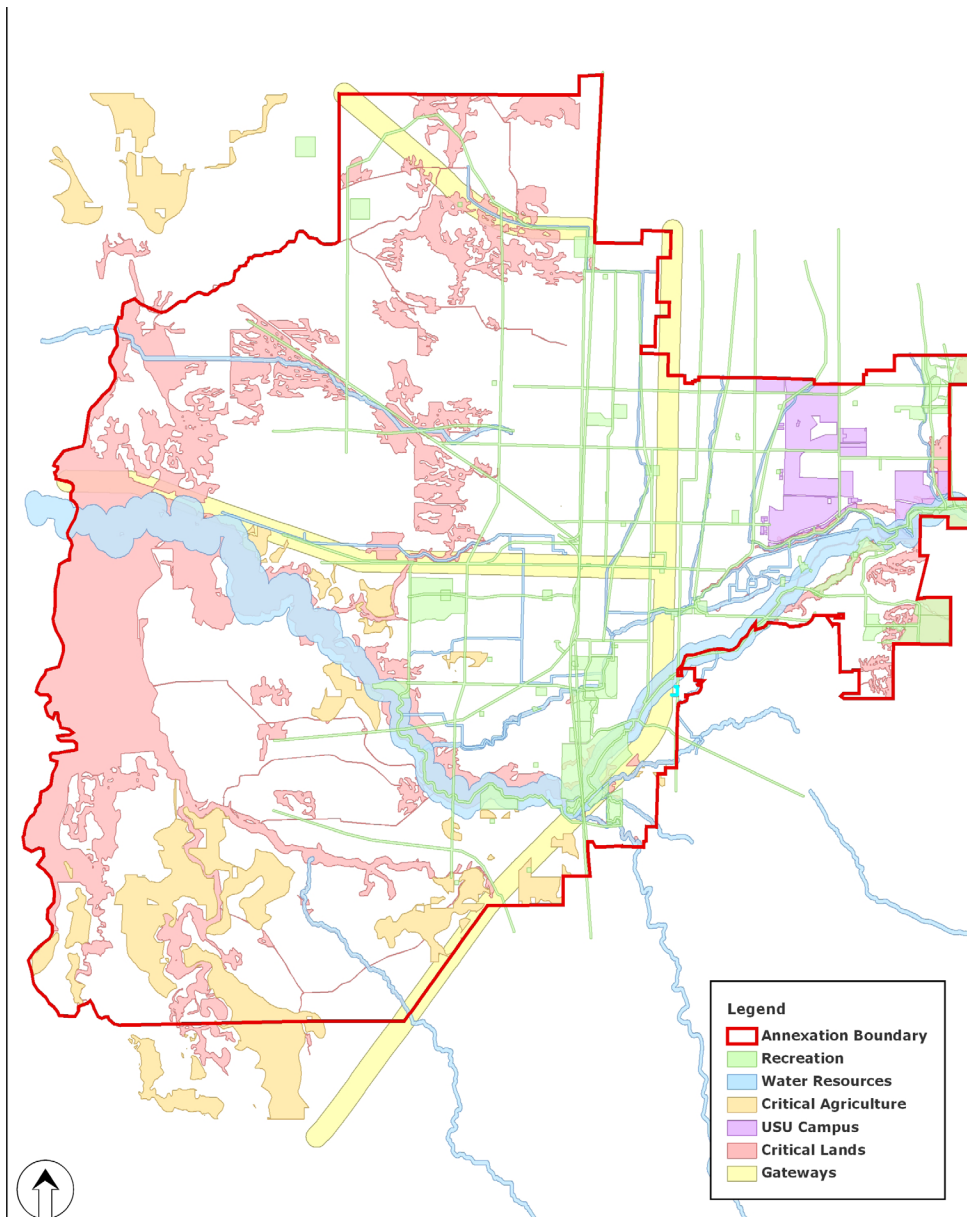 Legend
Annexation Boundary
Recreation
Water Resources
Critical Agriculture
USU Campus
Critical Lands
Gateways